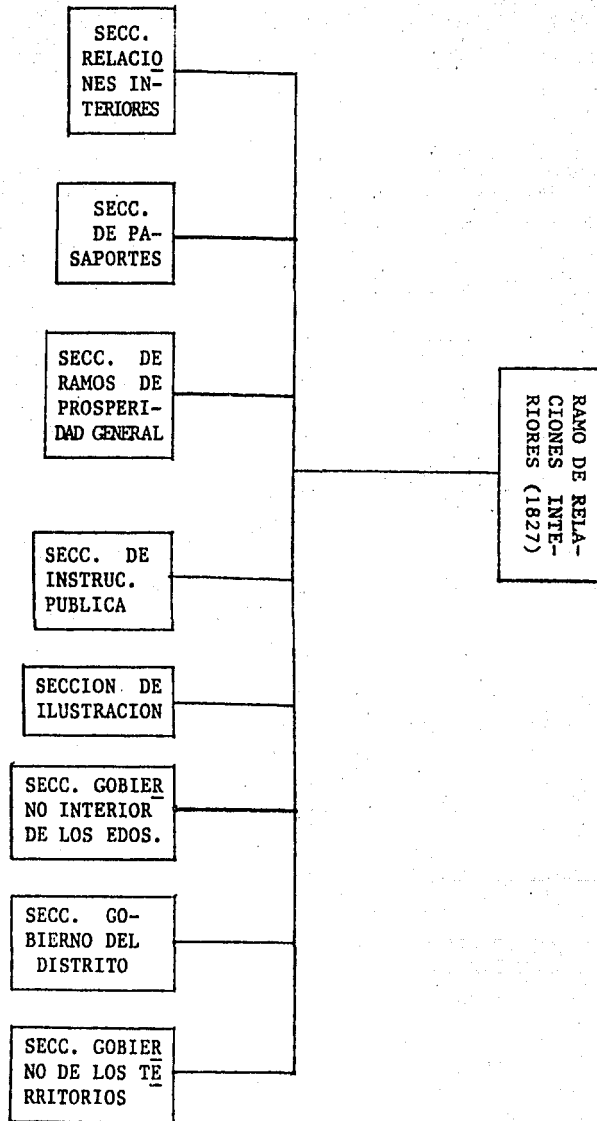 SECC.
RELACIO
NES IN-
TERIORES
SECC.
DE PA-
SAPORTES
SECC. DE
RAMOS DE
PROSPERI-
DAD GENERAL
SECC. DE
INSTRUC.
PUBLICA
SECCION DE
ILUSTRACION
SECC. GOBIER
NO INTERIOR
DE LOS EDOS.
SECC. GO-
BIERNO DEL
DISTRITO
SECC. GOBIER
NO DE LOS TE
RRITORIOS
RAMO DE RELA-
CIONES INTE-
RIORES (1827)